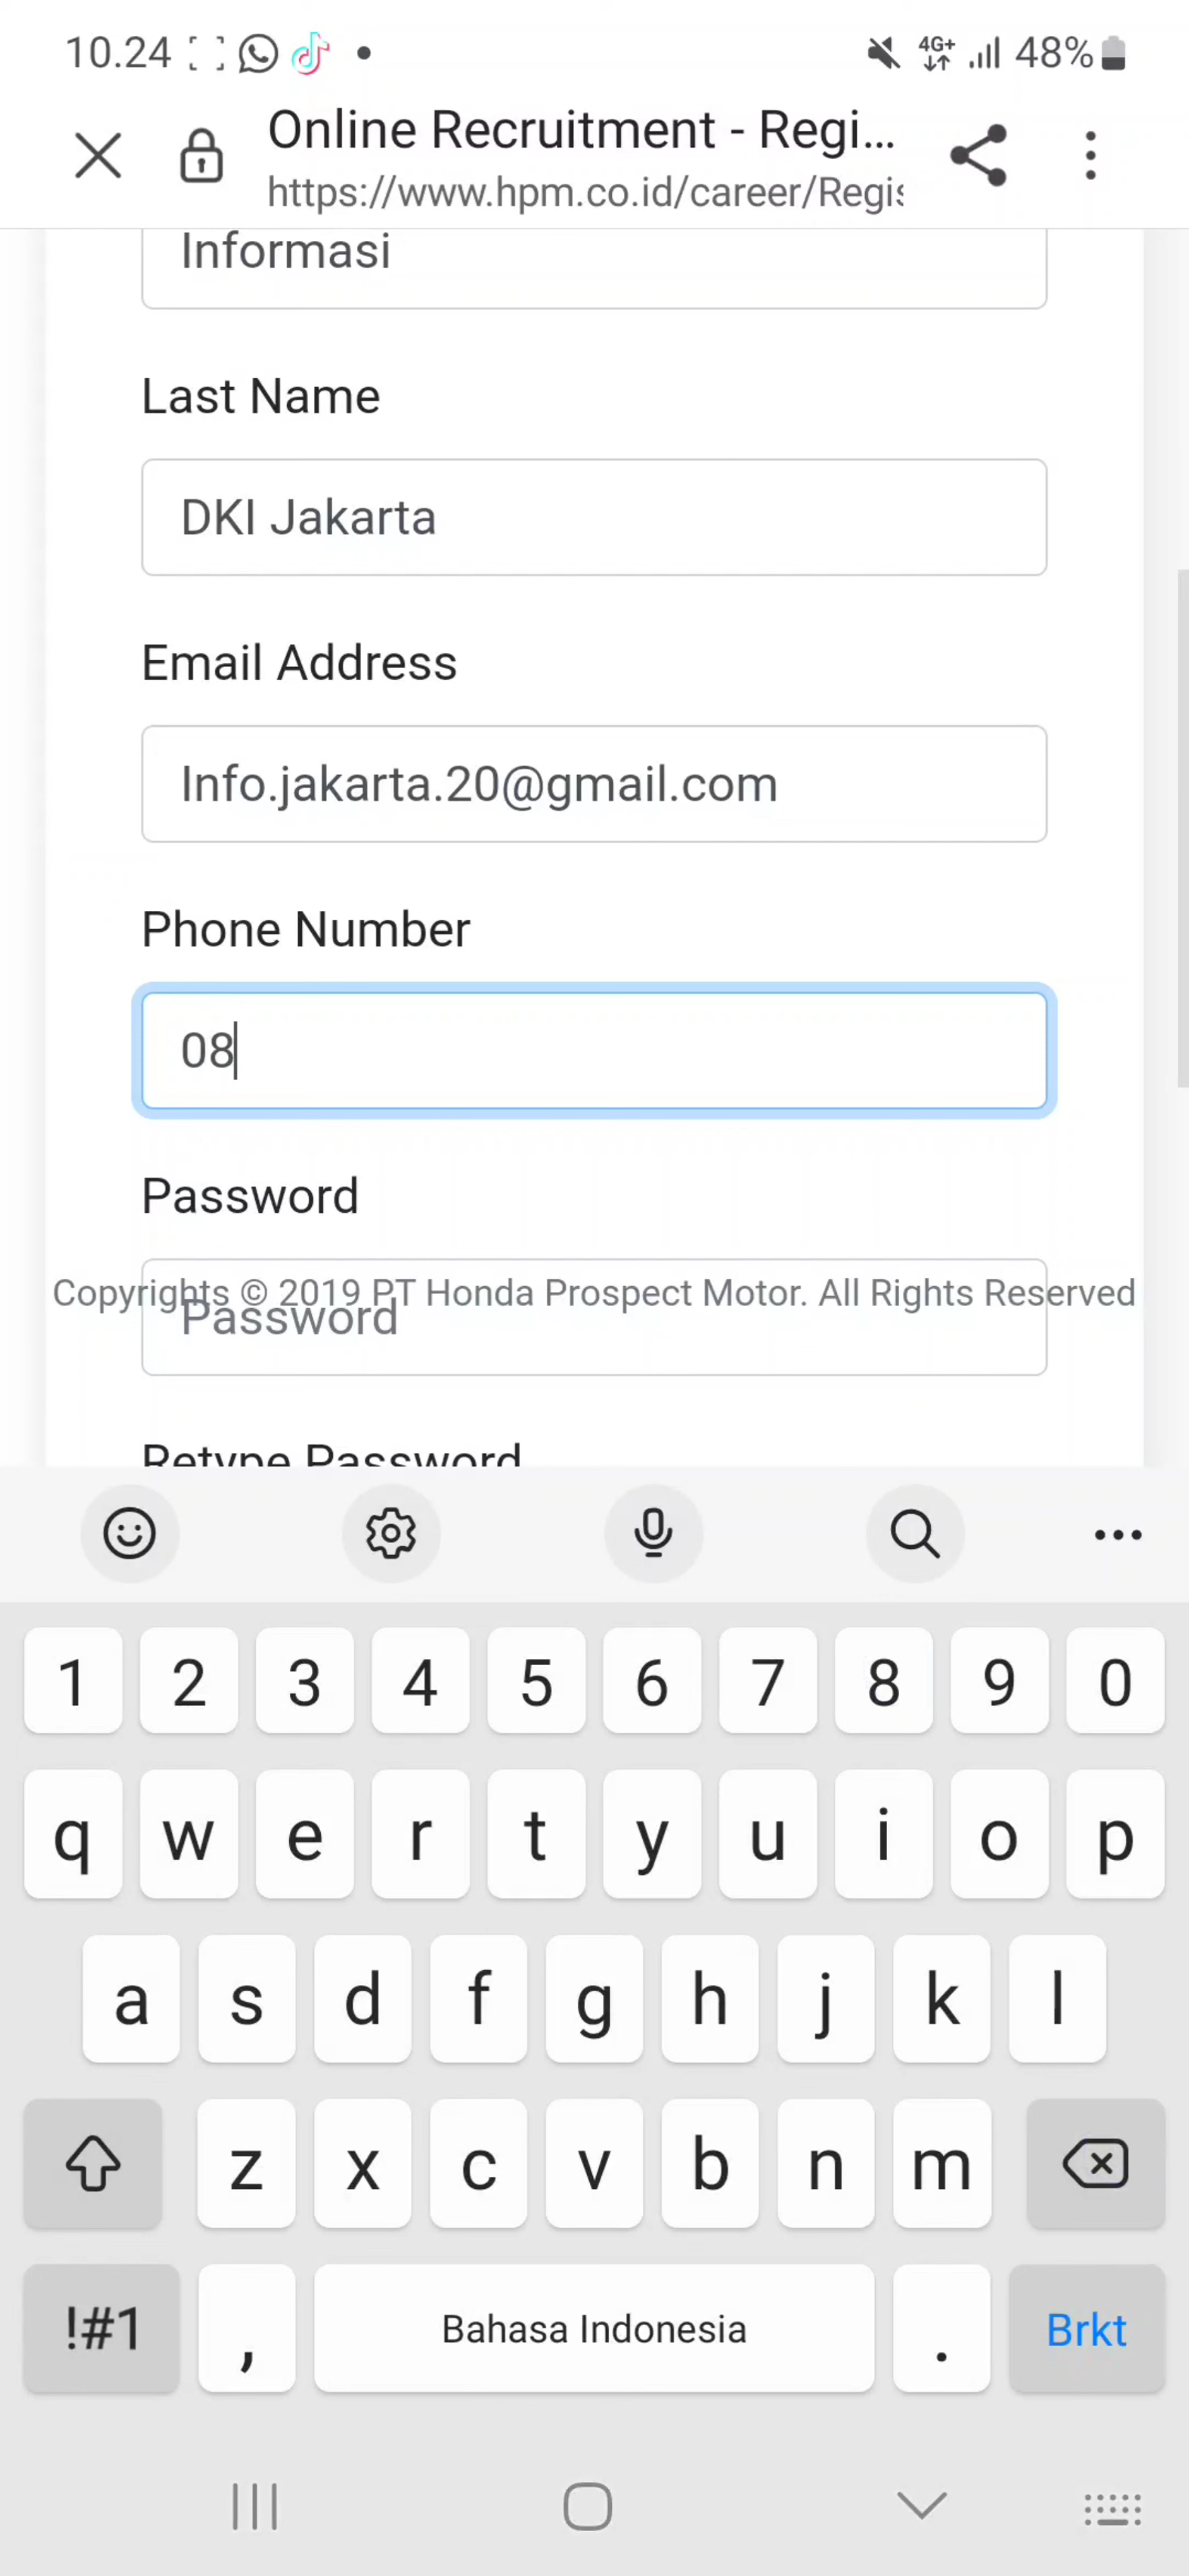 10.24 4G+ 48%
Online Recruitment - Regi...
https://www.hpm.co.id/career/Regis
Informasi
Last Name
DKI Jakarta
Email Address
Info.jakarta.20@gmail.com
Phone Number
08
Password
Copyrights © 2019 PT Honda Prospect Motor. All Rights Reserved
Password
Retype Password
1 2 3 4 5 6 7 8 9 0
q w e r t y u i o p
a s d f g h j k l
z x c v b n m
!#1 , Bahasa Indonesia . Brkt